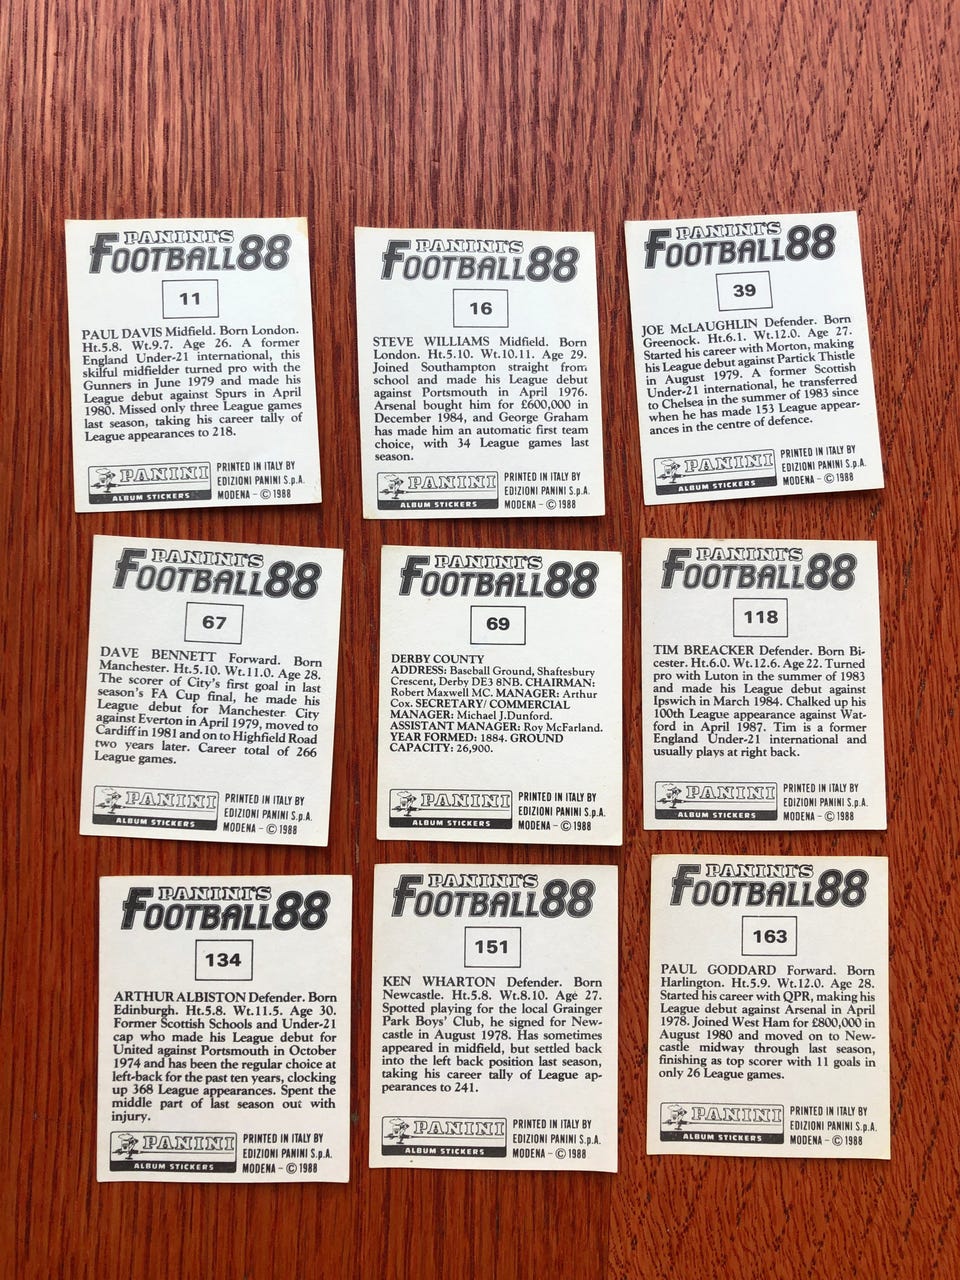 PANINI'S
FOOTBALL 88
11
PAUL DAVIS Midfield. Born London.
Ht.5.8. Wt.9.7. Age 26. A former
England Under-21 international, this
skilful midfielder turned pro with the
Gunners in June 1979 and made his
League debut against Spurs in April
1980. Missed only three League games
last season, taking his career tally of
League appearances to 218.
PANINI
ALBUM STICKERS
PRINTED IN ITALY BY
EDIZIONI PANINI S.p.A.
MODENA - © 1988
PANINI'S
FOOTBALL 88
16
STEVE WILLIAMS Midfield. Born
London. Ht.5.10. Wt.10.11. Age 29.
Joined Southampton straight from
school and made his League debut
against Portsmouth in April 1976.
Arsenal bought him for £600,000 in
December 1984, and George Graham
has made him an automatic first team
choice, with 34 League games last
season.
PANINI
ALBUM STICKERS
PRINTED IN ITALY BY
EDIZIONI PANINI S.p.A.
MODENA - © 1988
PANINI'S
FOOTBALL 88
39
JOE McLAUGHLIN Defender. Born
Greenock. Ht.6.1. Wt.12.0. Age 27.
Started his career with Morton, making
his League debut against Partick Thistle
in August 1979. A former Scottish
Under-21 international, he transferred
to Chelsea in the summer of 1983 since
when he has made 153 League appear-
ances in the centre of defence.
PANINI
ALBUM STICKERS
PRINTED IN ITALY BY
EDIZIONI PANINI S.p.A.
MODENA - © 1988
PANINI'S
FOOTBALL 88
67
DAVE BENNETT Forward. Born
Manchester. Ht.5.10. Wt.11.0. Age 28.
The scorer of City's first goal in last
season's FA Cup final, he made his
League debut for Manchester City
against Everton in April 1979, moved to
Cardiff in 1981 and on to Highfield Road
two years later. Career total of 266
League games.
PANINI
ALBUM STICKERS
PRINTED IN ITALY BY
EDIZIONI PANINI S.p.A.
MODENA - © 1988
PANINI'S
FOOTBALL 88
69
DERBY COUNTY
ADDRESS: Baseball Ground, Shaftesbury
Crescent, Derby DE3 8NB. CHAIRMAN:
Robert Maxwell MC. MANAGER: Arthur
Cox. SECRETARY/ COMMERCIAL
MANAGER: Michael J.Dunford.
ASSISTANT MANAGER: Roy McFarland.
YEAR FORMED: 1884. GROUND
CAPACITY: 26,900.
PANINI
ALBUM STICKERS
PRINTED IN ITALY BY
EDIZIONI PANINI S.p.A.
MODENA - © 1988
PANINI'S
FOOTBALL 88
118
TIM BREACKER Defender. Born Bi-
cester. Ht.6.0. Wt.12.6. Age 22. Turned
pro with Luton in the summer of 1983
and made his League debut against
Ipswich in March 1984. Chalked up his
100th League appearance against Wat-
ford in April 1987. Tim is a former
England Under-21 international and
usually plays at right back.
PANINI
ALBUM STICKERS
PRINTED IN ITALY BY
EDIZIONI PANINI S.p.A.
MODENA - © 1988
PANINI'S
FOOTBALL 88
134
ARTHUR ALBISTON Defender. Born
Edinburgh. Ht.5.8. Wt.11.5. Age 30.
Former Scottish Schools and Under-21
cap who made his League debut for
United against Portsmouth in October
1974 and has been the regular choice at
left-back for the past ten years, clocking
up 368 League appearances. Spent the
middle part of last season out with
injury.
PANINI
ALBUM STICKERS
PRINTED IN ITALY BY
EDIZIONI PANINI S.p.A.
MODENA - © 1988
PANINI'S
FOOTBALL 88
151
KEN WHARTON Defender. Born
Newcastle. Ht.5.8. Wt.8.10. Age 27.
Spotted playing for the local Grainger
Park Boys' Club, he signed for New-
castle in August 1978. Has sometimes
appeared in midfield, but settled back
into the left back position last season,
taking his career tally of League ap-
pearances to 241.
PANINI
ALBUM STICKERS
PRINTED IN ITALY BY
EDIZIONI PANINI S.p.A.
MODENA - © 1988
PANINI'S
FOOTBALL 88
163
PAUL GODDARD Forward. Born
Harlington. Ht.5.9. Wt.12.0. Age 28.
Started his career with QPR, making his
League debut against Arsenal in April
1978. Joined West Ham for £800,000 in
August 1980 and moved on to New-
castle midway through last season,
finishing as top scorer with 11 goals in
only 26 League games.
PANINI
ALBUM STICKERS
PRINTED IN ITALY BY
EDIZIONI PANINI S.p.A.
MODENA - © 1988